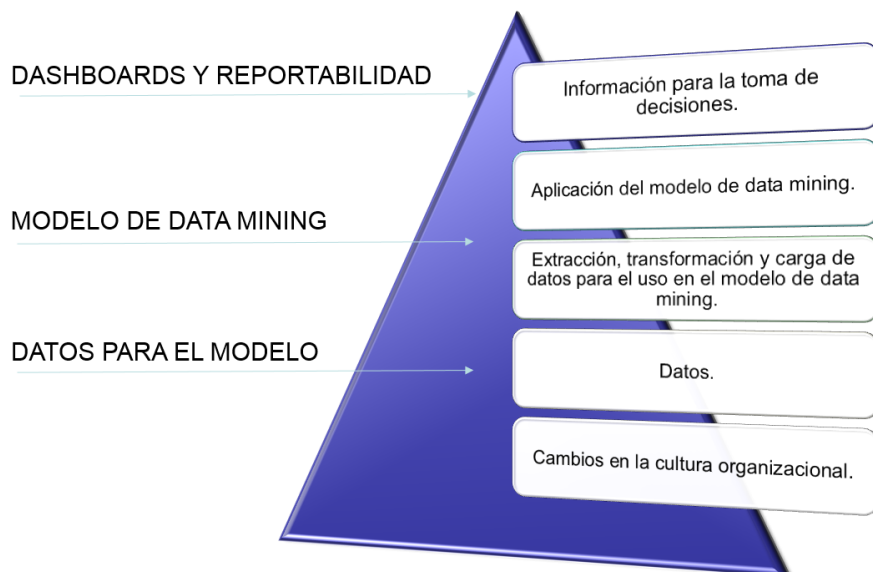 DASHBOARDS Y REPORTABILIDAD
Información para la toma de
decisiones.
Aplicación del modelo de data mining.
MODELO DE DATA MINING
Extracción, transformación y carga de
datos para el uso en el modelo de data
mining.
DATOS PARA EL MODELO
Datos.
Cambios en la cultura organizacional.